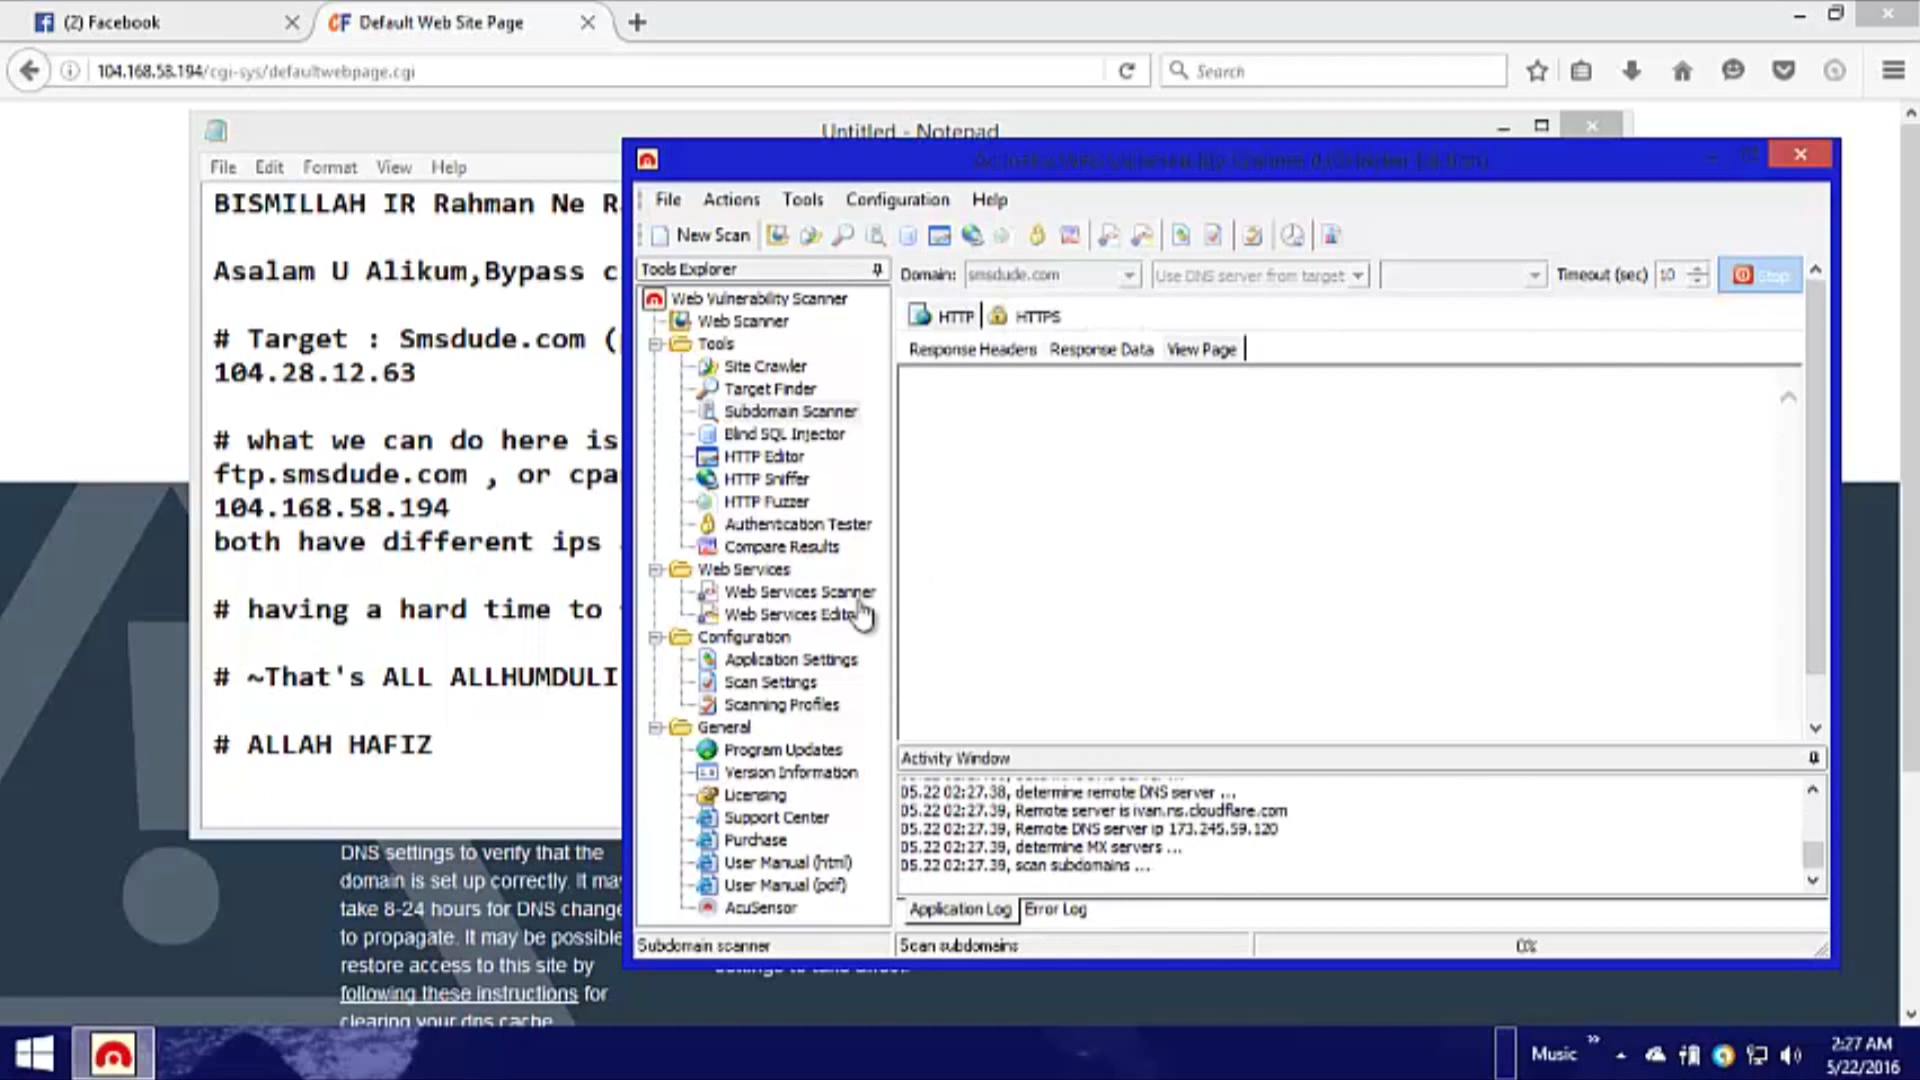 (2) Facebook
Default Web Site Page
104.168.58.194/cgi-sys/defaultwebpage.cgi
Search
Untitled - Notepad
File Edit Format View Help
BISMILLAH IR Rahman Ne
Asalam U Alikum,Bypass
# Target : Smsdude.com (
104.28.12.63
# what we can do here is
ftp.smsdude.com , or
104.168.58.194
both have different ips
# having a hard time to
# ~That's ALL
# ALLAH HAFIZ
DNS settings to verify that the
domain is set up correctly. It
take 8-24 hours for DNS
to propagate. It may be possible
restore access to this site by
following these instructions for
clearing your dns cache
File Actions Tools Configuration Help
New Scan
Tools Explorer
Web Vulnerability Scanner
Web Scanner
Tools
Site Crawler
Target Finder
Subdomain Scanner
Blind SQL Injector
HTTP Editor
HTTP Sniffer
HTTP Fuzzer
Authentication Tester
Compare Results
Web Services
Web Services Scanner
Web Services
Configuration
Application Settings
Scan Settings
Scanning Profiles
General
Program Updates
Version Information
Licensing
Support Center
Purchase
User Manual (html)
User Manual (pdf)
AcuSensor
Domain: smsdude.com Use DNS server from target Timeout (sec) 10 Stop
HTTP HTTPS
Response Headers Response Data View Page
Activity Window
05.22 02:27.38, determine remote DNS server ...
05.22 02:27.39, Remote server is ivan.ns.cloudflare.com
05.22 02:27.39, Remote DNS server ip 173.245.59.120
05.22 02:27.39, determine MX servers ...
05.22 02:27.39, scan subdomains ...
Application Log Error Log
Subdomain scanner Scan subdomains 0%
Music
2:27 AM
5/22/2016